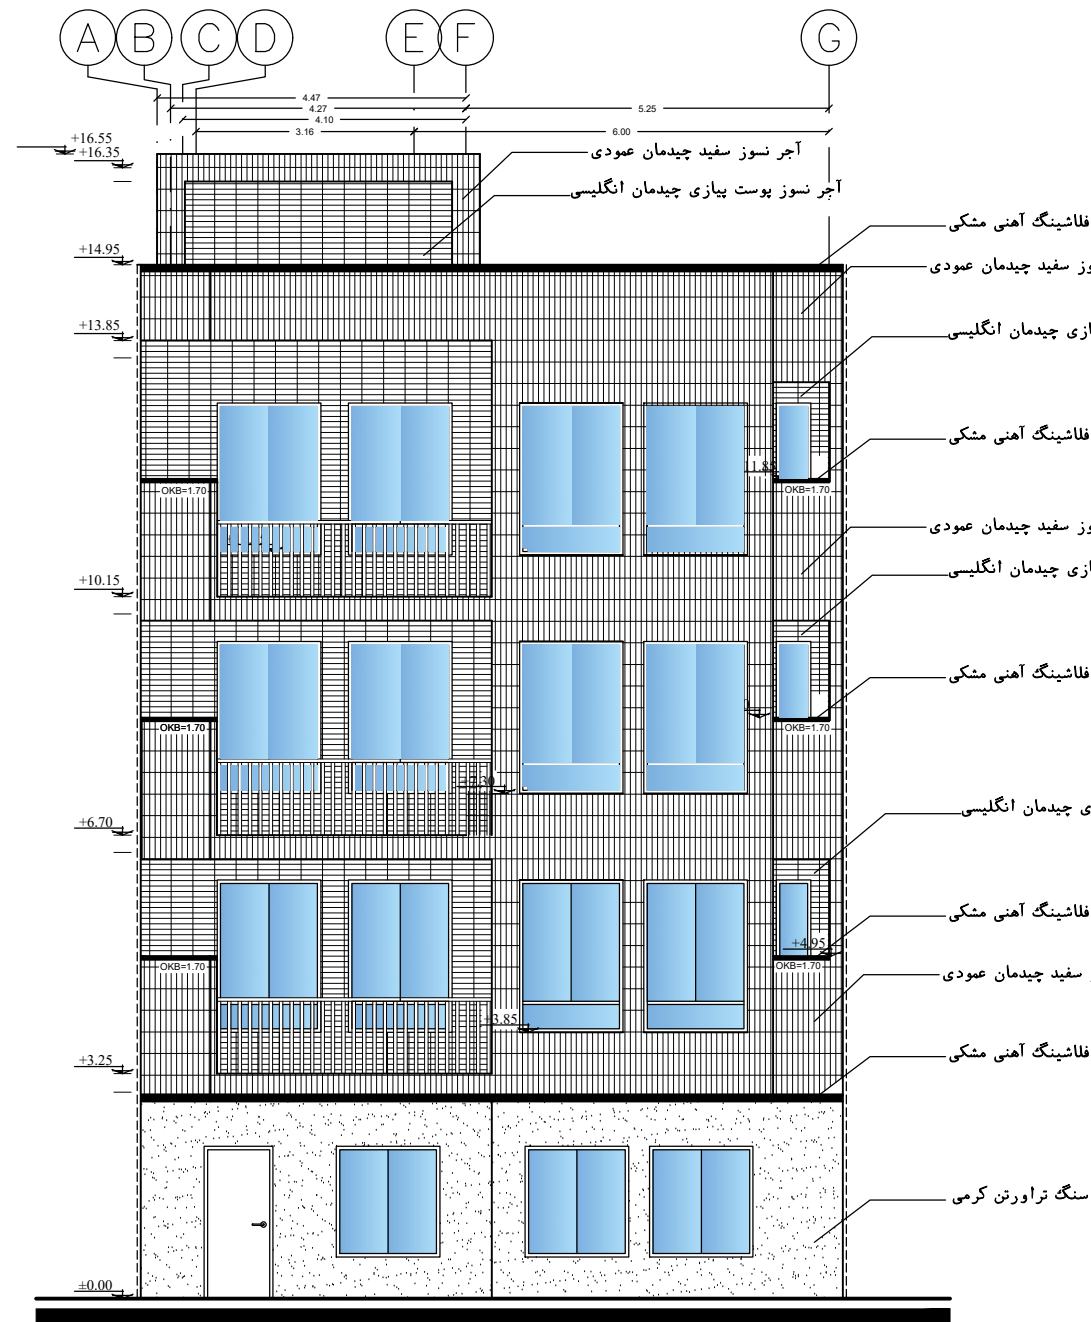 A B C D E F G
4.47
4.27 5.25
4.10
3.16 6.00
+16.55
+16.35
آجر نسوز سفید چیدمان عمودی
آجر نسوز پوست پیازی چیدمان انگلیسی
فلاشینگ آهنی مشکی
+14.95
سفید چیدمان عمودی
+13.85
چیدمان انگلیسی
فلاشینگ آهنی مشکی
11.85
OKB=1.70 OKB=1.70
سفید چیدمان عمودی
چیدمان انگلیسی
+10.15
فلاشینگ آهنی مشکی
OKB=1.70 OKB=1.70
+7.30
چیدمان انگلیسی
+6.70
فلاشینگ آهنی مشکی
+4.95
OKB=1.70 OKB=1.70
سفید چیدمان عمودی
+3.85
فلاشینگ آهنی مشکی
+3.25
سنگ تراورتن کرمی
±0.00